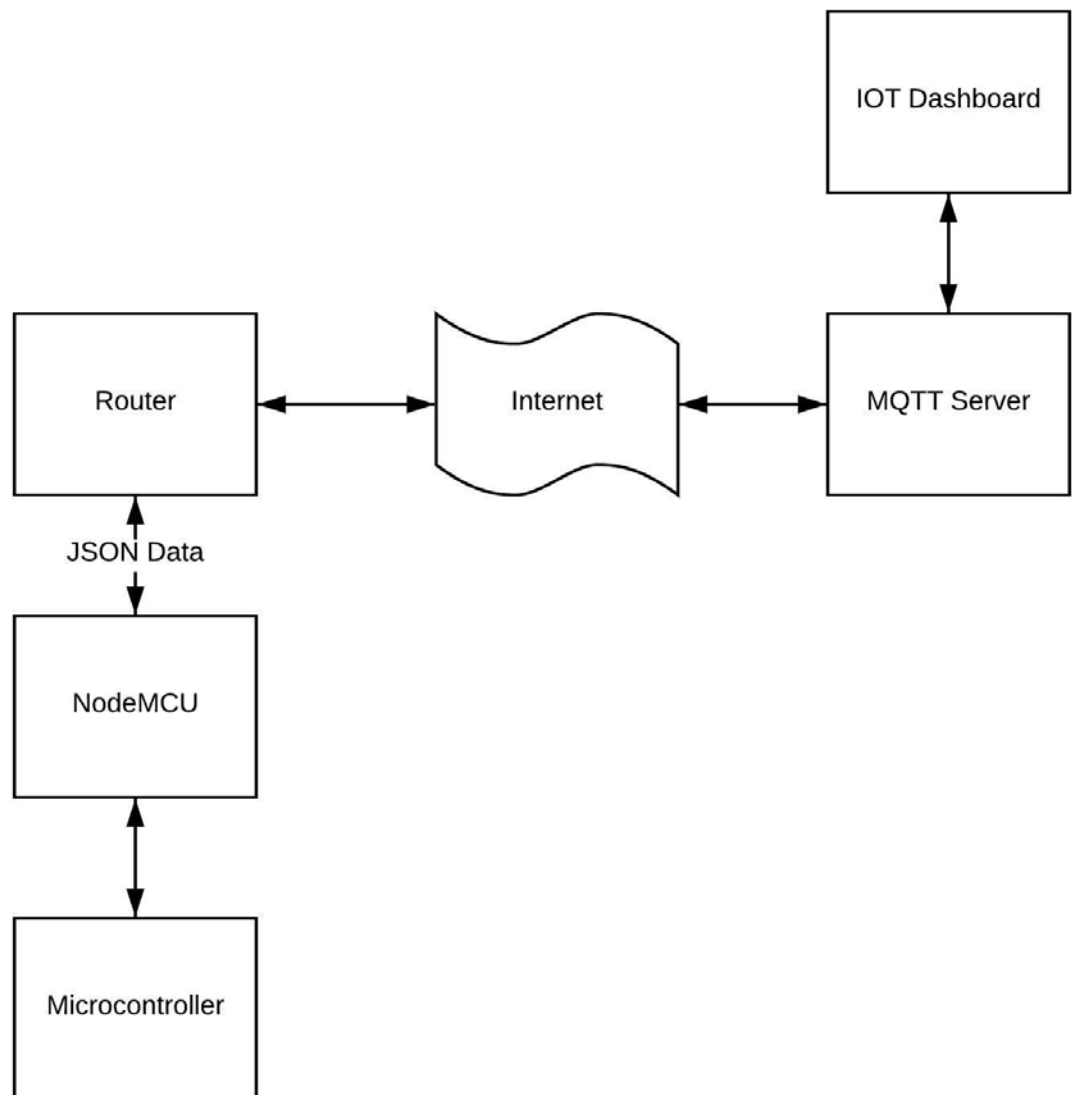 IOT Dashboard
Router
Internet
MQTT Server
JSON Data
NodeMCU
Microcontroller